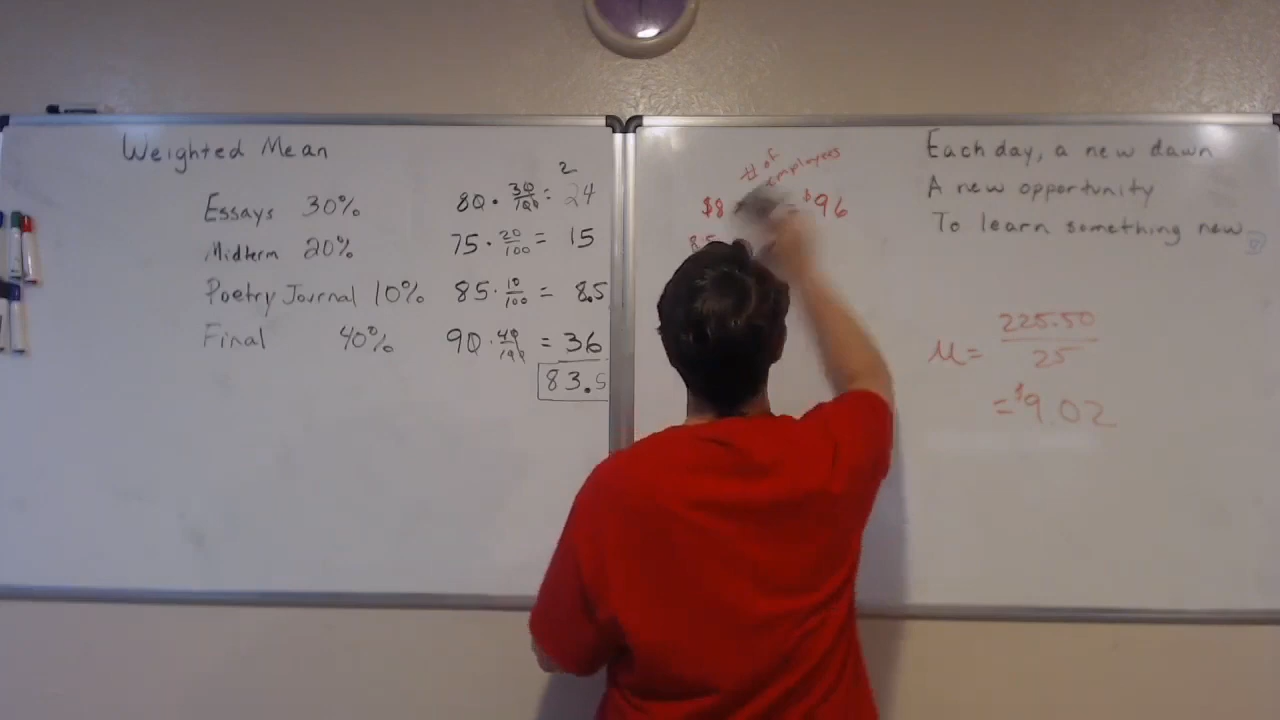 Weighted Mean
2
Essays 30% 80 · 30/100 = 24
Midterm 20% 75 · 20/100 = 15
Poetry Journal 10% 85 · 10/100 = 8.5
Final 40% 90 · 40/100 = 36
83.5
# of
employees
$8 = $96
8.5
Each day, a new dawn
A new opportunity
To learn something new
μ = 225.50/25
= $9.02